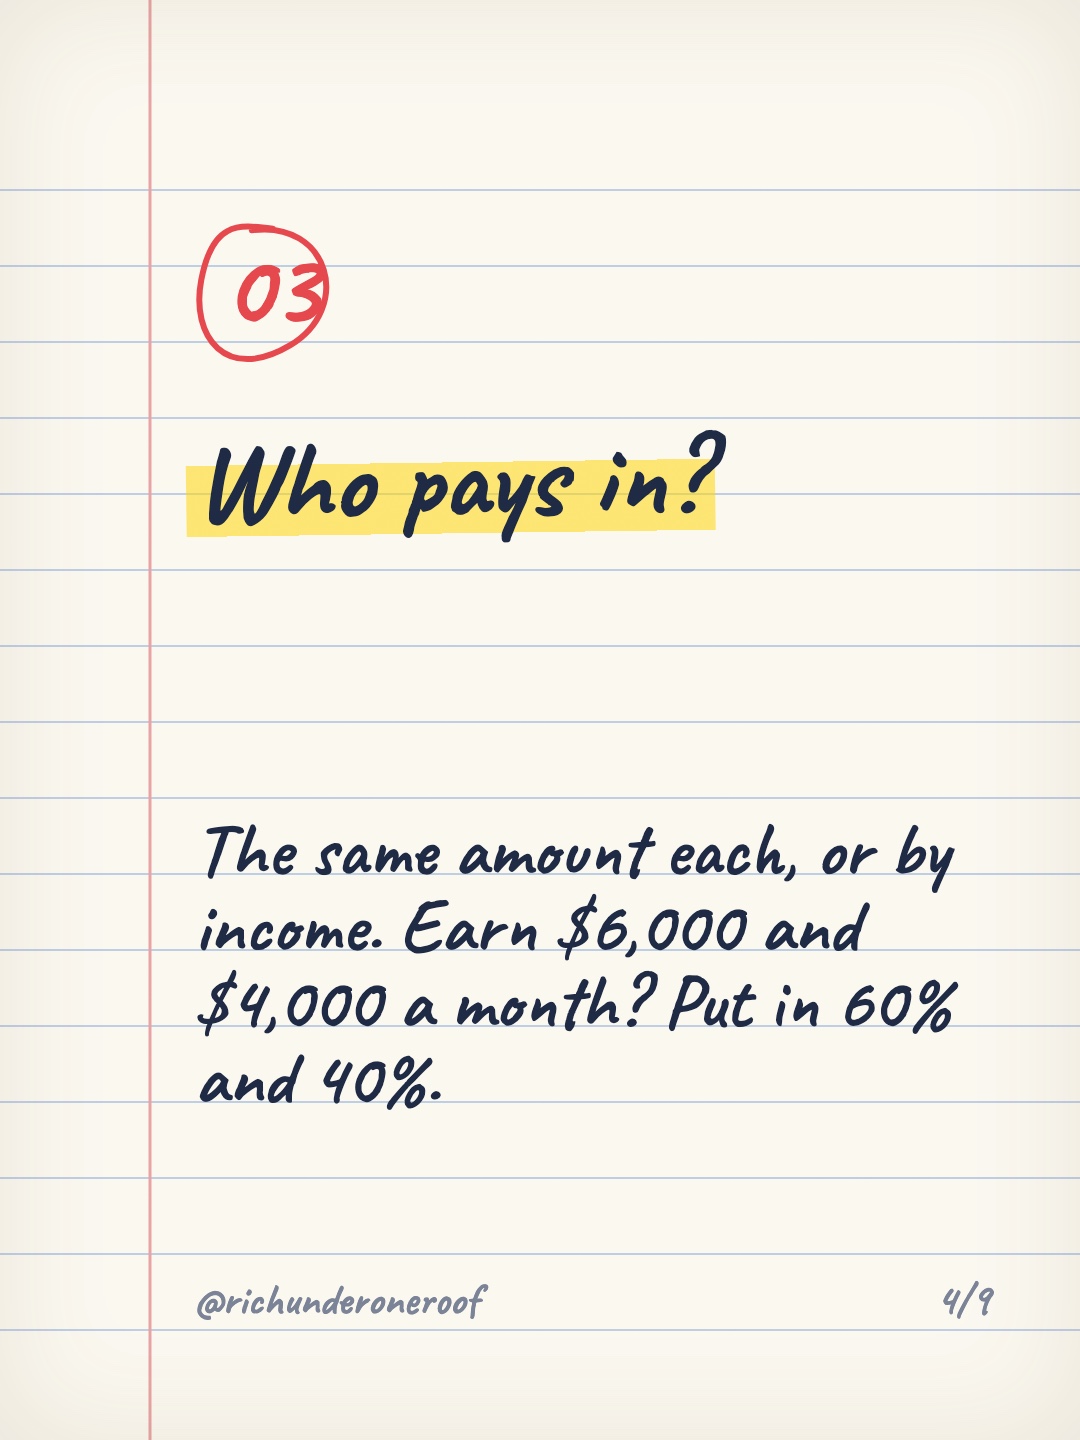 03
Who pays in?
The same amount each, or by
income. Earn $6,000 and
$4,000 a month? Put in 60%
and 40%.
@richunderoneroof
4/9